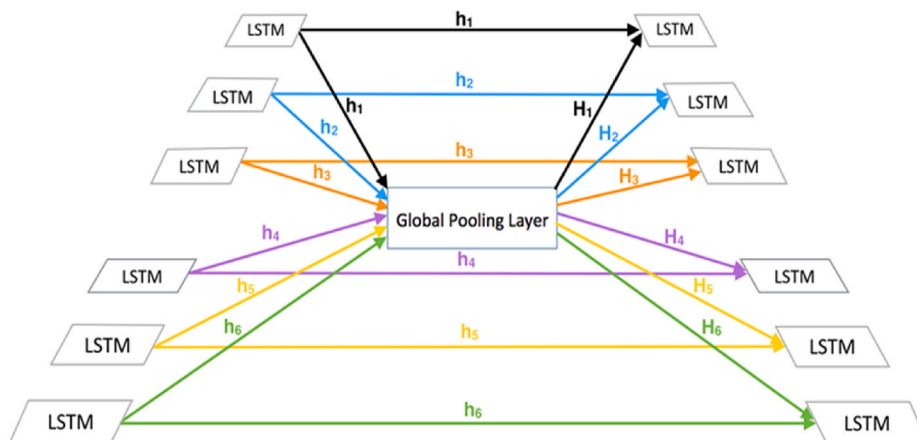 LSTM h₁ LSTM
LSTM h₂ LSTM
h₁ H₁
h₂ H₂
LSTM h₃ LSTM
h₃ H₃
Global Pooling Layer
h₄ H₄
LSTM h₄ LSTM
h₅ H₅
h₆ H₆
LSTM h₅ LSTM
LSTM h₆ LSTM